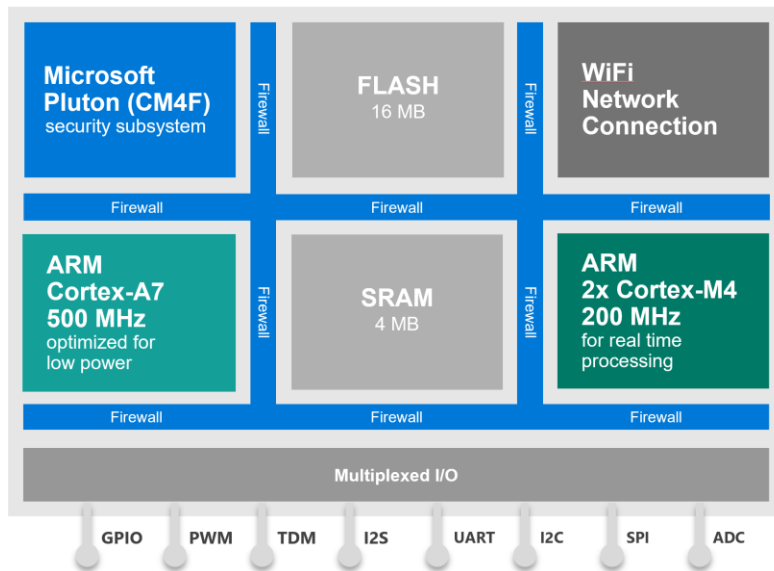 Microsoft
Pluton (CM4F)
security subsystem
Firewall
FLASH
16 MB
Firewall
WiFi
Network
Connection
Firewall
Firewall
Firewall
ARM
Cortex-A7
500 MHz
optimized for
low power
Firewall
SRAM
4 MB
Firewall
ARM
2x Cortex-M4
200 MHz
for real time
processing
Firewall
Firewall
Firewall
Multiplexed I/O
GPIO
PWM
TDM
I2S
UART
I2C
SPI
ADC